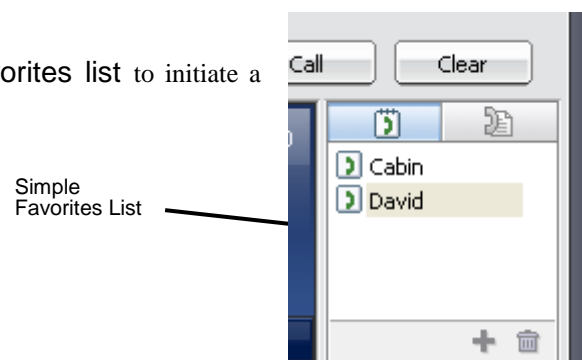 orites list to initiate a
Call
Clear
Cabin
David
Simple
Favorites List